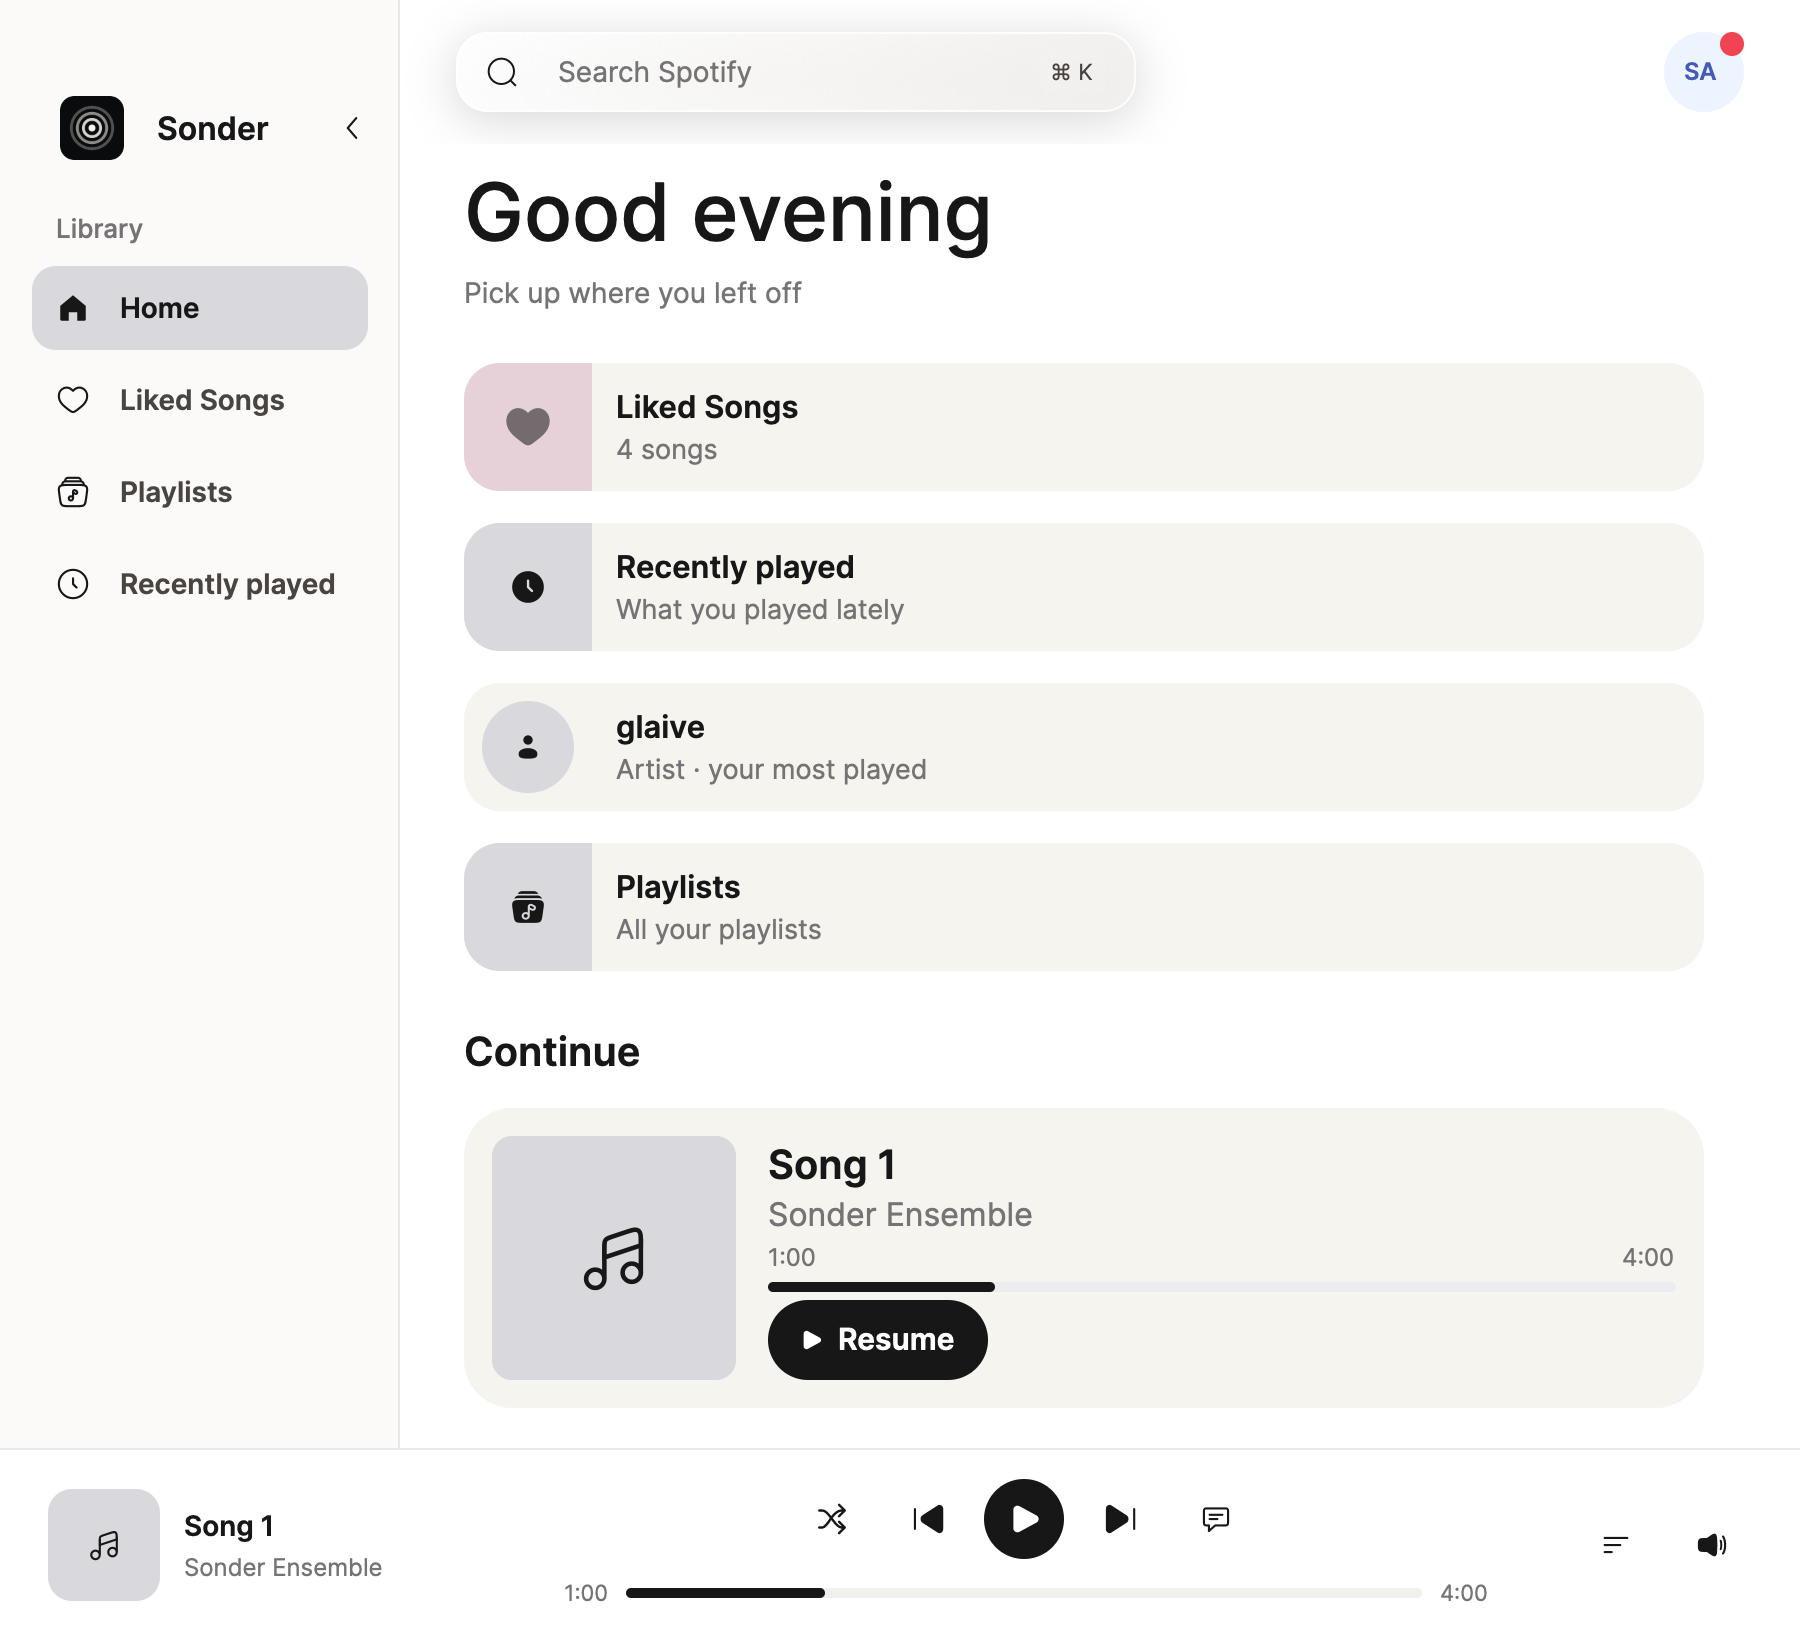 Sonder
Library
Home
Liked Songs
Playlists
Recently played
Search Spotify
⌘ K
SA
Good evening
Pick up where you left off
Liked Songs
4 songs
Recently played
What you played lately
glaive
Artist · your most played
Playlists
All your playlists
Continue
Song 1
Sonder Ensemble
1:00 4:00
Resume
Song 1
Sonder Ensemble
1:00 4:00